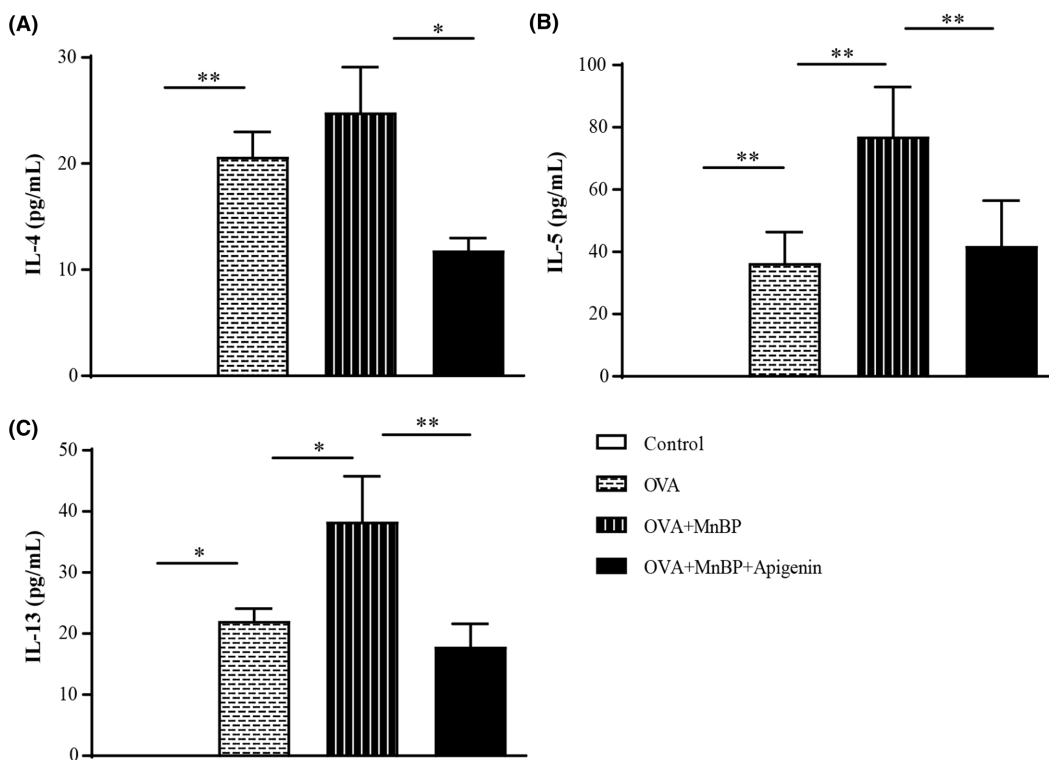 (A)
IL-4 (pg/mL)
30
20
10
0
**
*
(B)
IL-5 (pg/mL)
100
80
60
40
20
0
**
**
**
(C)
IL-13 (pg/mL)
50
40
30
20
10
0
*
*
**
Control
OVA
OVA+MnBP
OVA+MnBP+Apigenin